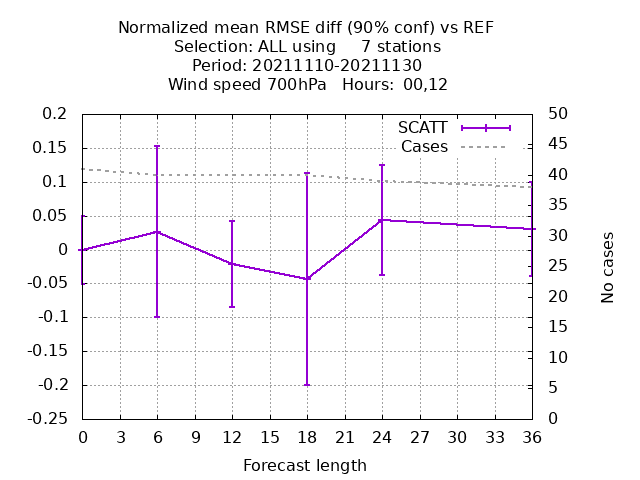 Normalized mean RMSE diff (90% conf) vs REF
Selection: ALL using     7 stations
Period: 20211110-20211130
Wind speed 700hPa   Hours:  00,12
SCATT
Cases
0.2
0.15
0.1
0.05
0
-0.05
-0.1
-0.15
-0.2
-0.25
50
45
40
35
30
25
20
15
10
5
0
No cases
0 3 6 9 12 15 18 21 24 27 30 33 36
Forecast length